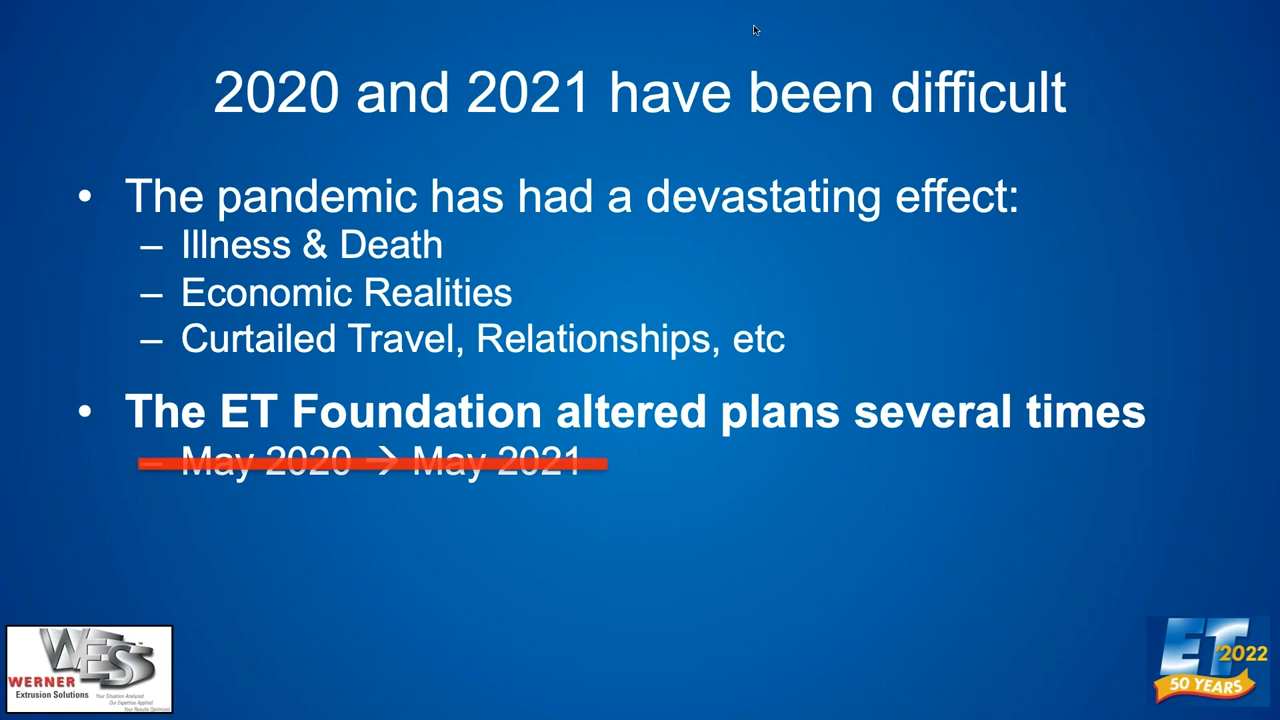 2020 and 2021 have been difficult
• The pandemic has had a devastating effect:
– Illness & Death
– Economic Realities
– Curtailed Travel, Relationships, etc
• The ET Foundation altered plans several times
– May 2020 → May 2021
WESS
WERNER
Extrusion Solutions
Your Situation Analyzed.
Our Expertise Applied.
Your Results Optimized.
ET 2022
50 YEARS